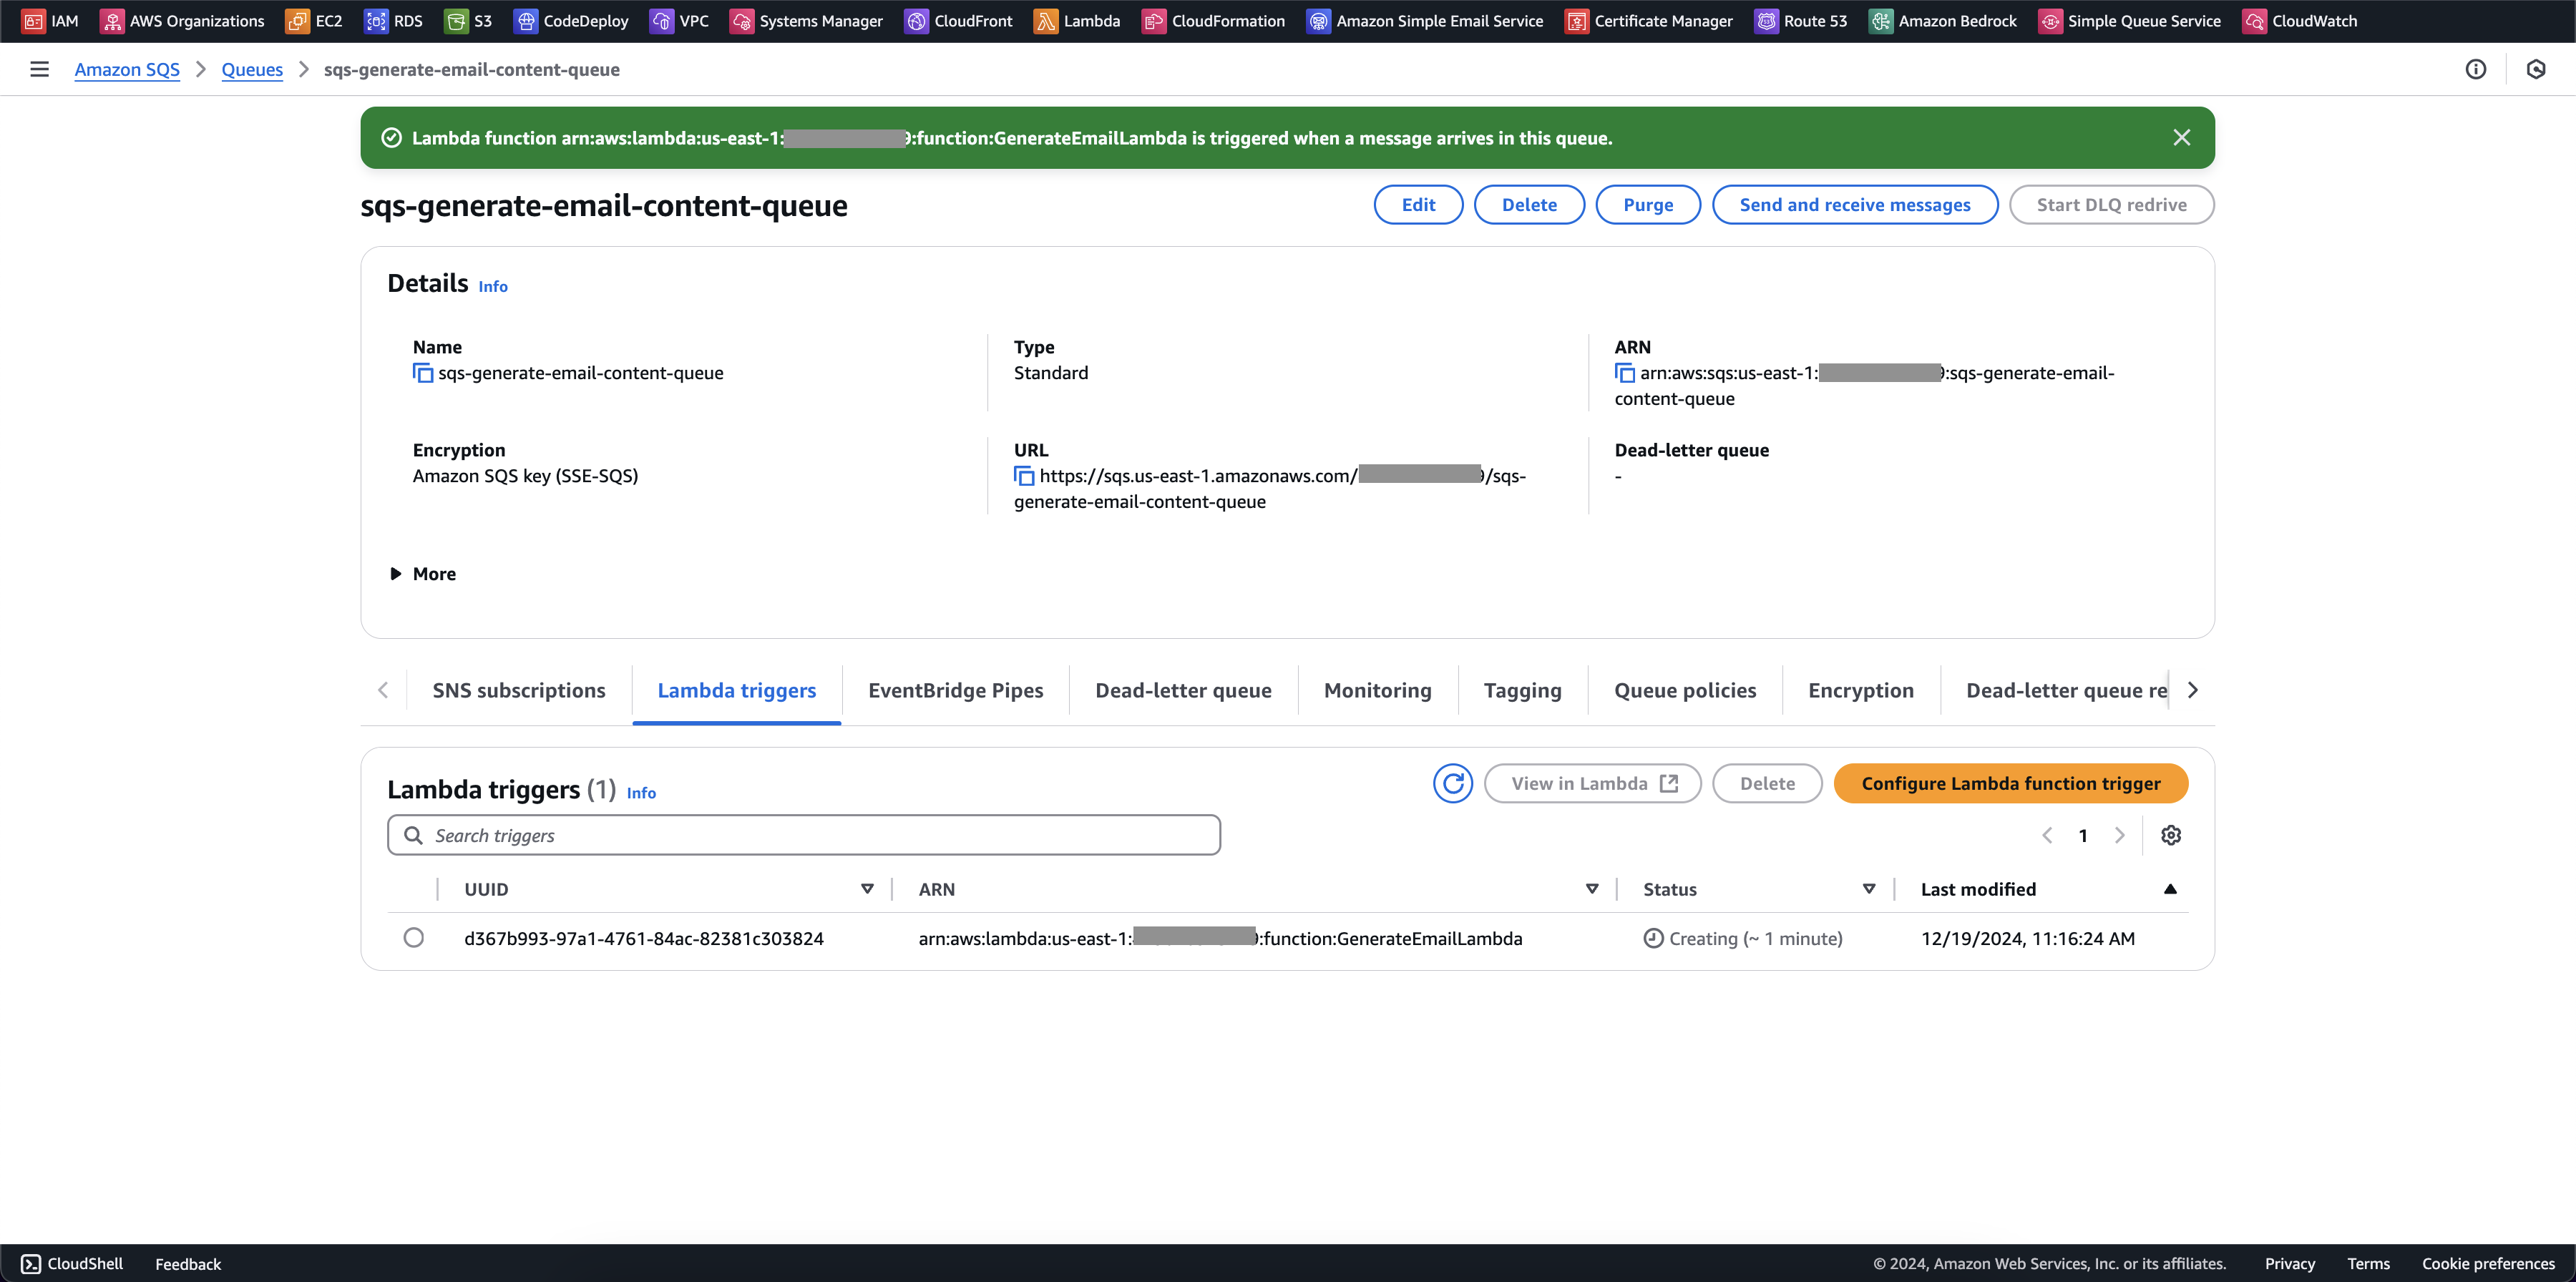 IAM AWS Organizations EC2 RDS S3 CodeDeploy VPC Systems Manager CloudFront Lambda CloudFormation Amazon Simple Email Service Certificate Manager Route 53 Amazon Bedrock Simple Queue Service CloudWatch
Amazon SQS > Queues > sqs-generate-email-content-queue
Lambda function arn:aws:lambda:us-east-1: :function:GenerateEmailLambda is triggered when a message arrives in this queue.
sqs-generate-email-content-queue
Edit Delete Purge Send and receive messages Start DLQ redrive
Details Info
Name
sqs-generate-email-content-queue
Type
Standard
ARN
arn:aws:sqs:us-east-1: :sqs-generate-email-
content-queue
Encryption
Amazon SQS key (SSE-SQS)
URL
https://sqs.us-east-1.amazonaws.com/ /sqs-
generate-email-content-queue
Dead-letter queue
-
More
SNS subscriptions Lambda triggers EventBridge Pipes Dead-letter queue Monitoring Tagging Queue policies Encryption Dead-letter queue re
Lambda triggers (1) Info
View in Lambda Delete Configure Lambda function trigger
Search triggers
1
UUID ARN Status Last modified
d367b993-97a1-4761-84ac-82381c303824 arn:aws:lambda:us-east-1: :function:GenerateEmailLambda Creating (~ 1 minute) 12/19/2024, 11:16:24 AM
CloudShell Feedback © 2024, Amazon Web Services, Inc. or its affiliates. Privacy Terms Cookie preferences